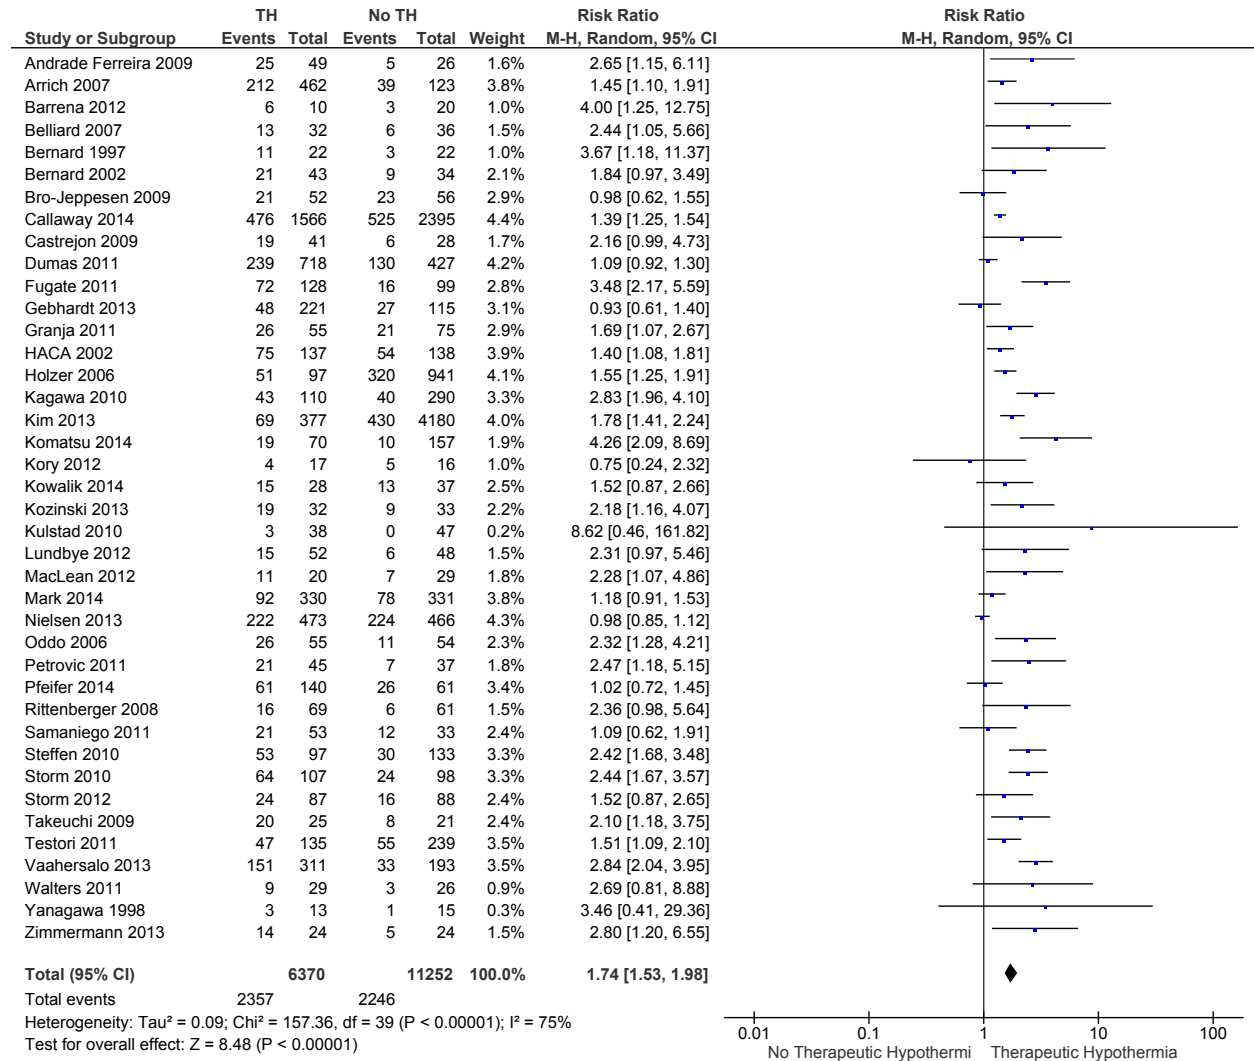 TH No TH Risk Ratio Risk Ratio
Study or Subgroup Events Total Events Total Weight M-H, Random, 95% CI M-H, Random, 95% CI
Andrade Ferreira 2009 25 49 5 26 1.6% 2.65 [1.15, 6.11]
Arrich 2007 212 462 39 123 3.8% 1.45 [1.10, 1.91]
Barrena 2012 6 10 3 20 1.0% 4.00 [1.25, 12.75]
Belliard 2007 13 32 6 36 1.5% 2.44 [1.05, 5.66]
Bernard 1997 11 22 3 22 1.0% 3.67 [1.18, 11.37]
Bernard 2002 21 43 9 34 2.1% 1.84 [0.97, 3.49]
Bro-Jeppesen 2009 21 52 23 56 2.9% 0.98 [0.62, 1.55]
Callaway 2014 476 1566 525 2395 4.4% 1.39 [1.25, 1.54]
Castrejon 2009 19 41 6 28 1.7% 2.16 [0.99, 4.73]
Dumas 2011 239 718 130 427 4.2% 1.09 [0.92, 1.30]
Fugate 2011 72 128 16 99 2.8% 3.48 [2.17, 5.59]
Gebhardt 2013 48 221 27 115 3.1% 0.93 [0.61, 1.40]
Granja 2011 26 55 21 75 2.9% 1.69 [1.07, 2.67]
HACA 2002 75 137 54 138 3.9% 1.40 [1.08, 1.81]
Holzer 2006 51 97 320 941 4.1% 1.55 [1.25, 1.91]
Kagawa 2010 43 110 40 290 3.3% 2.83 [1.96, 4.10]
Kim 2013 69 377 430 4180 4.0% 1.78 [1.41, 2.24]
Komatsu 2014 19 70 10 157 1.9% 4.26 [2.09, 8.69]
Kory 2012 4 17 5 16 1.0% 0.75 [0.24, 2.32]
Kowalik 2014 15 28 13 37 2.5% 1.52 [0.87, 2.66]
Kozinski 2013 19 32 9 33 2.2% 2.18 [1.16, 4.07]
Kulstad 2010 3 38 0 47 0.2% 8.62 [0.46, 161.82]
Lundbye 2012 15 52 6 48 1.5% 2.31 [0.97, 5.46]
MacLean 2012 11 20 7 29 1.8% 2.28 [1.07, 4.86]
Mark 2014 92 330 78 331 3.8% 1.18 [0.91, 1.53]
Nielsen 2013 222 473 224 466 4.3% 0.98 [0.85, 1.12]
Oddo 2006 26 55 11 54 2.3% 2.32 [1.28, 4.21]
Petrovic 2011 21 45 7 37 1.8% 2.47 [1.18, 5.15]
Pfeifer 2014 61 140 26 61 3.4% 1.02 [0.72, 1.45]
Rittenberger 2008 16 69 6 61 1.5% 2.36 [0.98, 5.64]
Samaniego 2011 21 53 12 33 2.4% 1.09 [0.62, 1.91]
Steffen 2010 53 97 30 133 3.3% 2.42 [1.68, 3.48]
Storm 2010 64 107 24 98 3.3% 2.44 [1.67, 3.57]
Storm 2012 24 87 16 88 2.4% 1.52 [0.87, 2.65]
Takeuchi 2009 20 25 8 21 2.4% 2.10 [1.18, 3.75]
Testori 2011 47 135 55 239 3.5% 1.51 [1.09, 2.10]
Vaahersalo 2013 151 311 33 193 3.5% 2.84 [2.04, 3.95]
Walters 2011 9 29 3 26 0.9% 2.69 [0.81, 8.88]
Yanagawa 1998 3 13 1 15 0.3% 3.46 [0.41, 29.36]
Zimmermann 2013 14 24 5 24 1.5% 2.80 [1.20, 6.55]
Total (95% CI) 6370 11252 100.0% 1.74 [1.53, 1.98]
Total events 2357 2246
Heterogeneity: Tau² = 0.09; Chi² = 157.36, df = 39 (P < 0.00001); I² = 75%
Test for overall effect: Z = 8.48 (P < 0.00001)
0.01 0.1 1 10 100
No Therapeutic Hypothermi Therapeutic Hypothermia